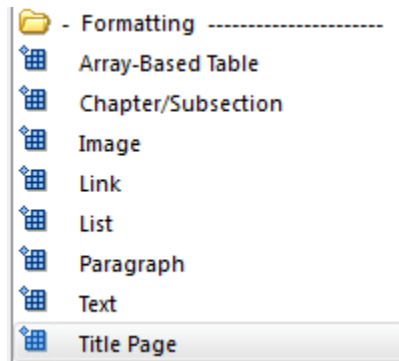 - Formatting ----------------------
Array-Based Table
Chapter/Subsection
Image
Link
List
Paragraph
Text
Title Page